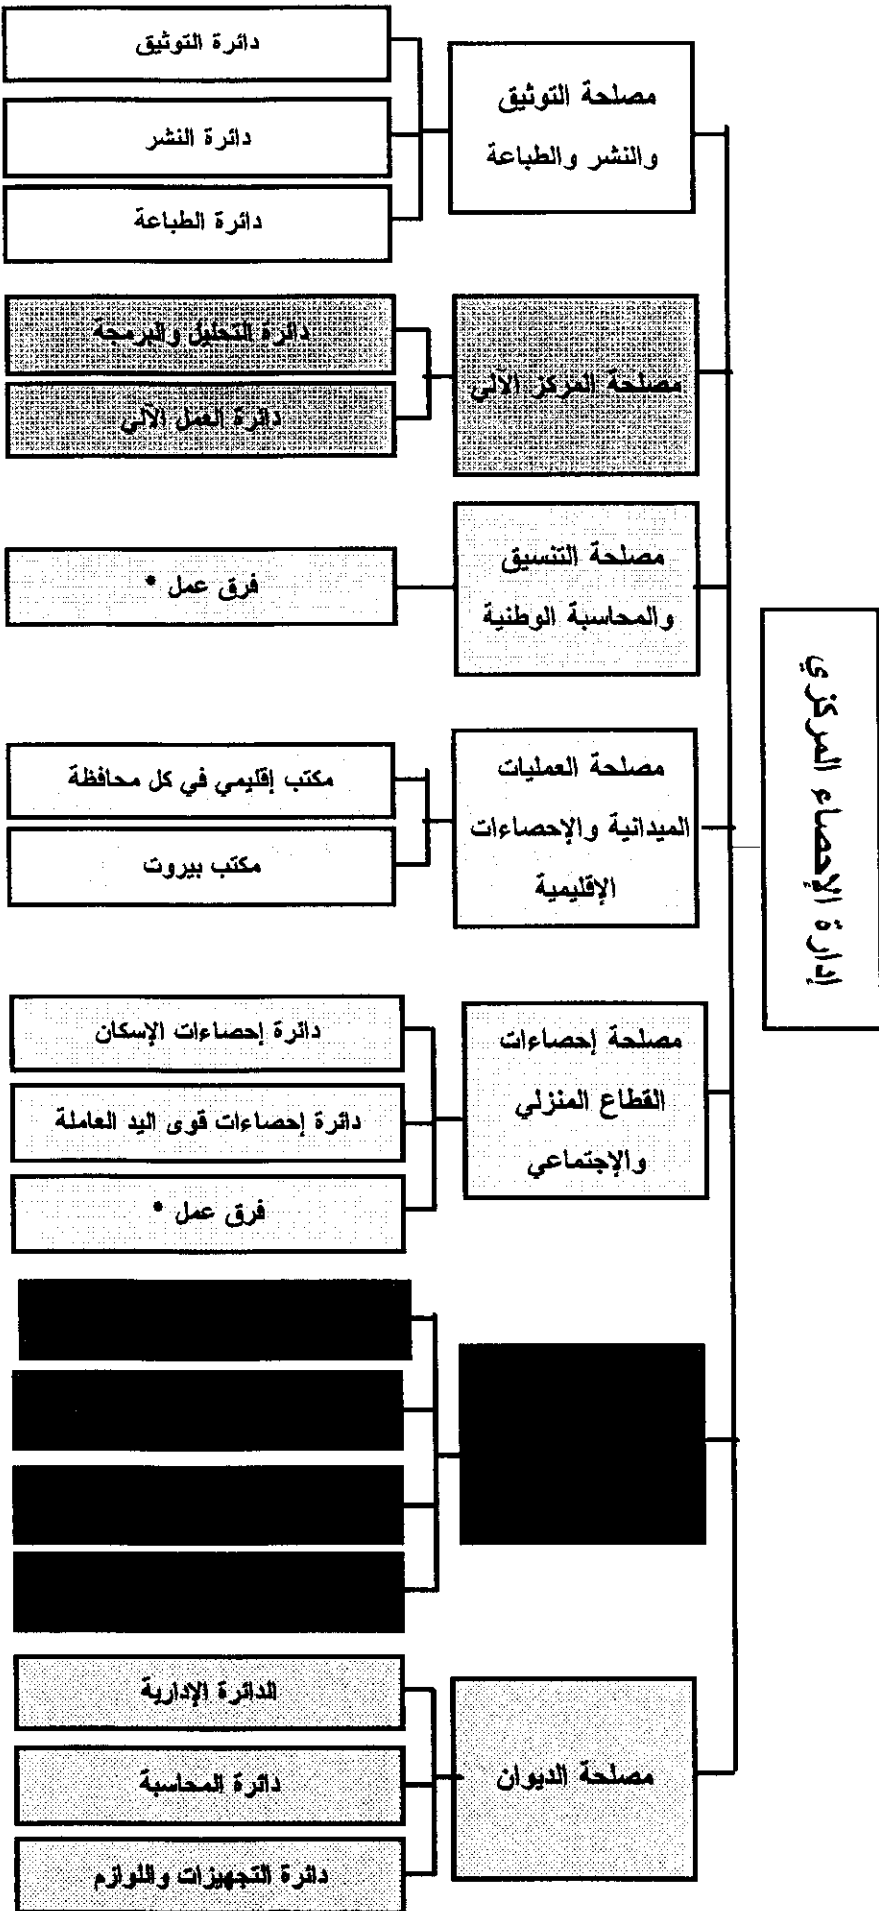 إدارة الإحصاء المركزي
مصلحة التوثيق
والنشر والطباعة
دائرة التوثيق
دائرة النشر
دائرة الطباعة
مصلحة المركز الآلي
دائرة التحليل والبرمجة
دائرة العمل الآلي
مصلحة التنسيق
والمحاسبة الوطنية
فرق عمل *
مصلحة العمليات
الميدانية والإحصاءات
الإقليمية
مكتب إقليمي في كل محافظة
مكتب بيروت
مصلحة إحصاءات
القطاع المنزلي
والإجتماعي
دائرة إحصاءات الإسكان
دائرة إحصاءات قوى اليد العاملة
فرق عمل *
مصلحة الديوان
الدائرة الإدارية
دائرة المحاسبة
دائرة التجهيزات واللوازم